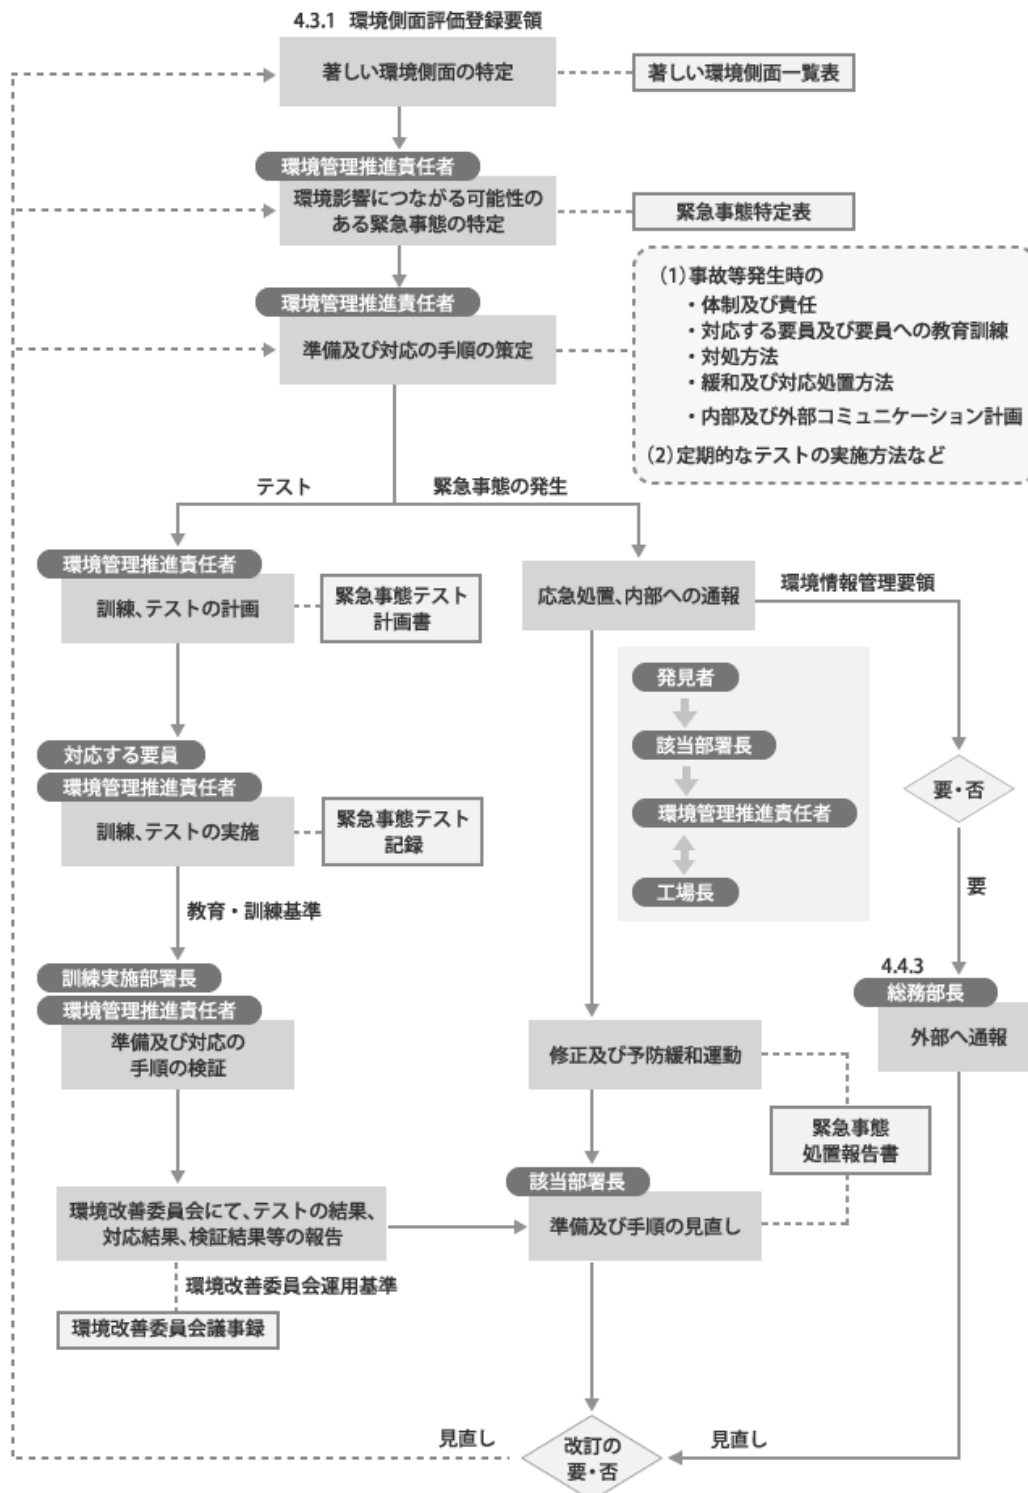 4.3.1 環境側面評価登録要領
著しい環境側面の特定
著しい環境側面一覧表
環境管理推進責任者
環境影響につながる可能性の
ある緊急事態の特定
緊急事態特定表
環境管理推進責任者
準備及び対応の手順の策定
(1)事故等発生時の
・体制及び責任
・対応する要員及び要員への教育訓練
・対処方法
・緩和及び対応処置方法
・内部及び外部コミュニケーション計画
(2)定期的なテストの実施方法など
テスト
緊急事態の発生
環境管理推進責任者
訓練、テストの計画
緊急事態テスト
計画書
応急処置、内部への通報
環境情報管理要領
発見者
該当部署長
環境管理推進責任者
工場長
要・否
要
対応する要員
環境管理推進責任者
訓練、テストの実施
緊急事態テスト
記録
教育・訓練基準
訓練実施部署長
環境管理推進責任者
準備及び対応の
手順の検証
4.4.3
総務部長
外部へ通報
修正及び予防緩和運動
緊急事態
処置報告書
該当部署長
準備及び手順の見直し
環境改善委員会にて、テストの結果、
対応結果、検証結果等の報告
環境改善委員会運用基準
環境改善委員会議事録
見直し
改訂の
要・否
見直し